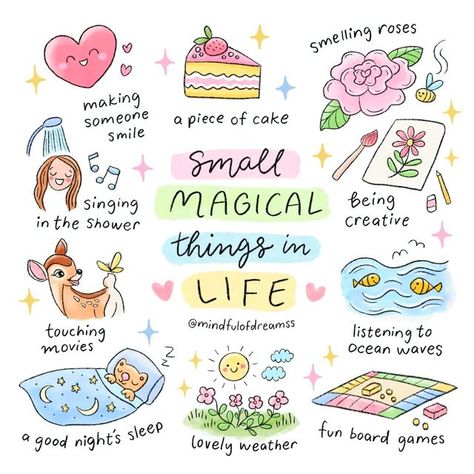 making
someone
smile
a piece of cake
smelling roses
singing
in the shower
small
MAGICAL
things in
LIFE
@mindfulofdreamss
being
creative
touching
movies
listening to
ocean waves
zzz
a good night's sleep
lovely weather
fun board games